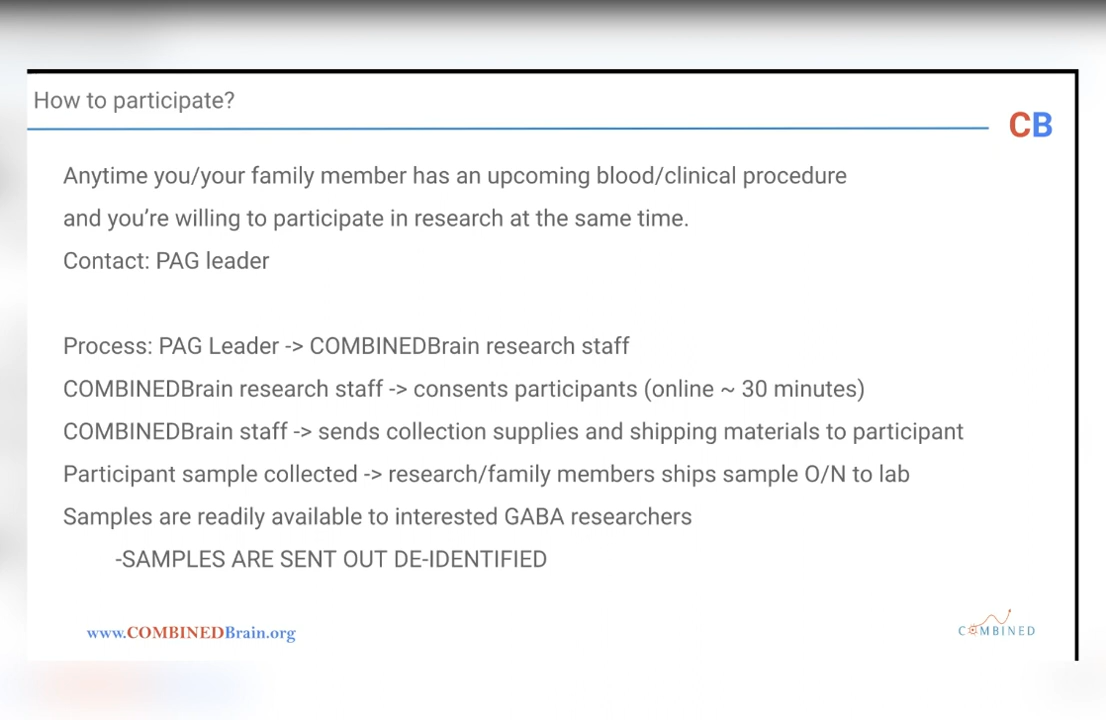 How to participate?
CB
Anytime you/your family member has an upcoming blood/clinical procedure
and you’re willing to participate in research at the same time.
Contact: PAG leader
Process: PAG Leader -> COMBINEDBrain research staff
COMBINEDBrain research staff -> consents participants (online ~ 30 minutes)
COMBINEDBrain staff -> sends collection supplies and shipping materials to participant
Participant sample collected -> research/family members ships sample O/N to lab
Samples are readily available to interested GABA researchers
-SAMPLES ARE SENT OUT DE-IDENTIFIED
www.COMBINEDBrain.org
COMBINED